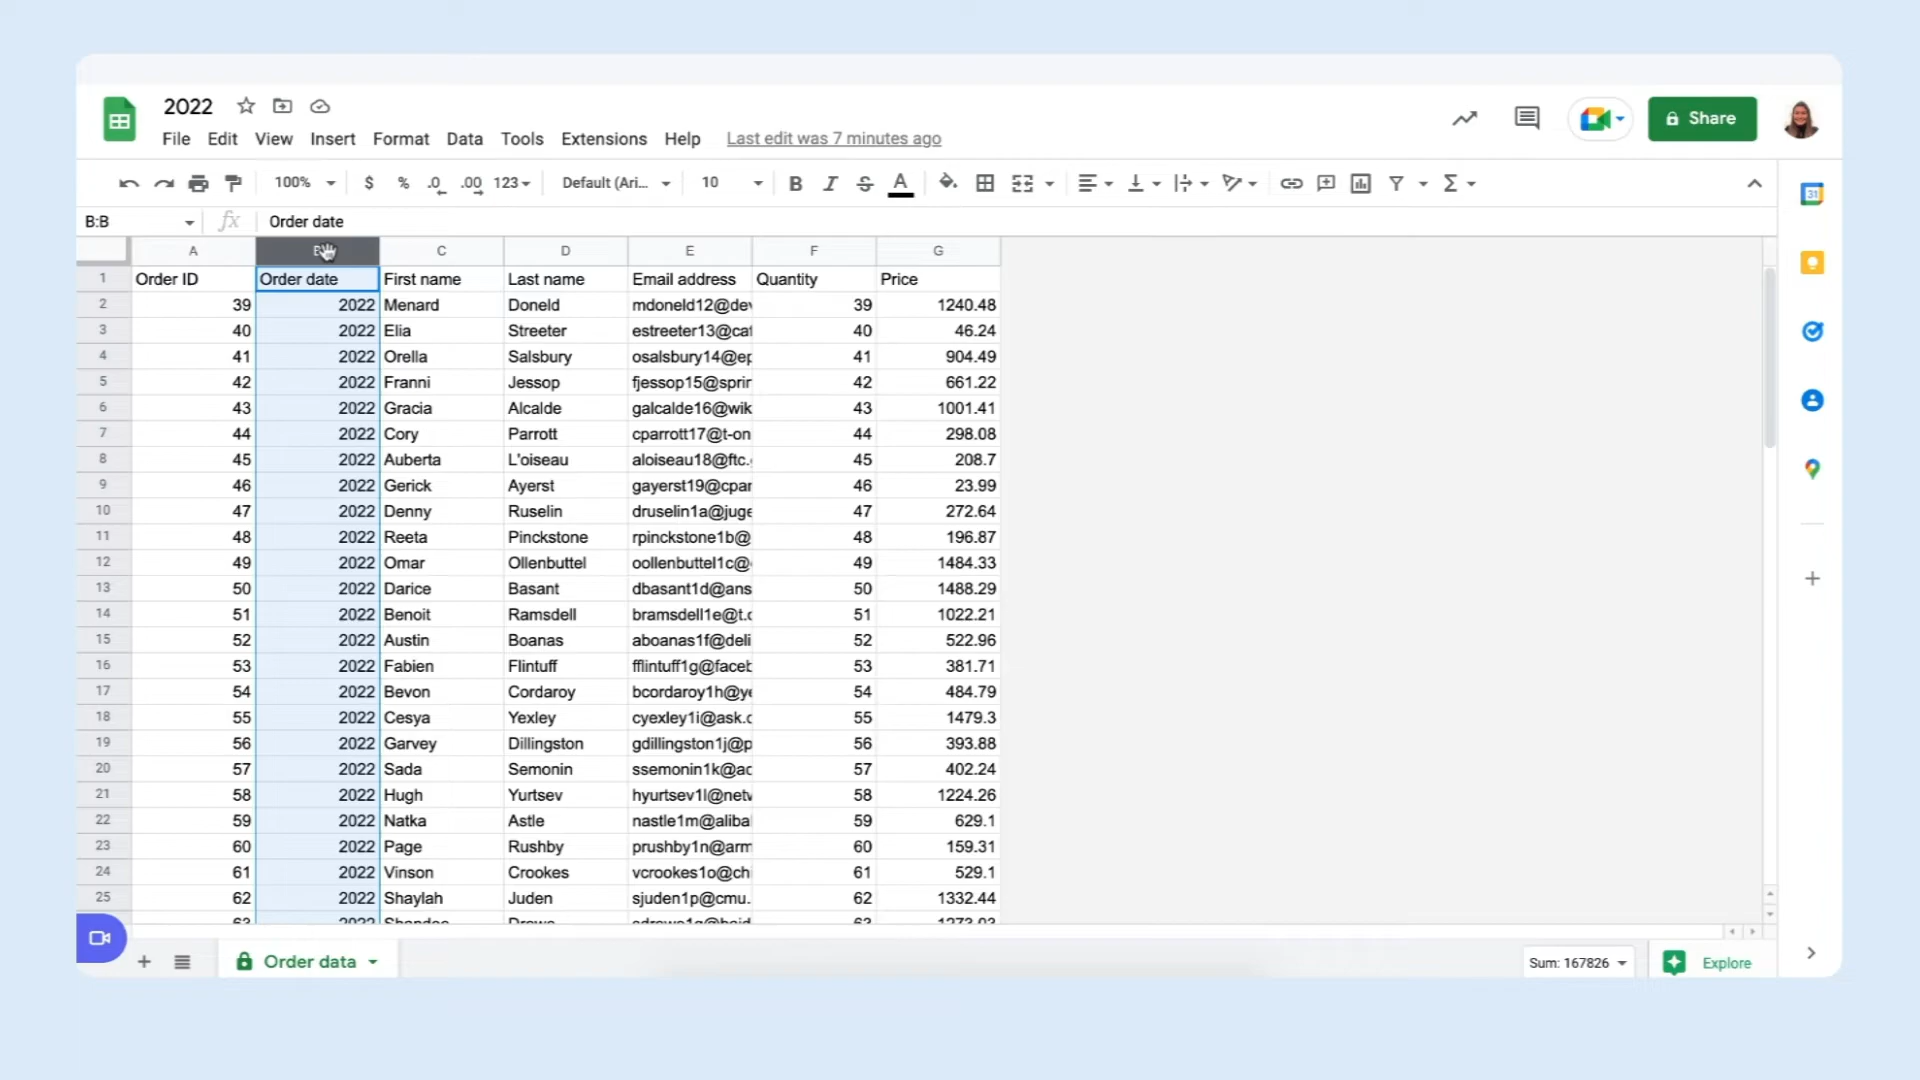 2022
File Edit View Insert Format Data Tools Extensions Help Last edit was 7 minutes ago
Share
100% $ % .0 .00 123 Default (Ari... 10 B I S A
31
B:B fx Order date
A C D E F G
1 Order ID Order date First name Last name Email address Quantity Price
2 39 2022 Menard Doneld mdoneld12@de 39 1240.48
3 40 2022 Elia Streeter estreeter13@ca 40 46.24
4 41 2022 Orella Salsbury osalsbury14@ep 41 904.49
5 42 2022 Franni Jessop fjessop15@sprin 42 661.22
6 43 2022 Gracia Alcalde galcalde16@wik 43 1001.41
7 44 2022 Cory Parrott cparrott17@t-on 44 298.08
8 45 2022 Auberta L'oiseau aloiseau18@ftc. 45 208.7
9 46 2022 Gerick Ayerst gayerst19@cpan 46 23.99
10 47 2022 Denny Ruselin druselin1a@juge 47 272.64
11 48 2022 Reeta Pinckstone rpinckstone1b@ 48 196.87
12 49 2022 Omar Ollenbuttel oollenbuttel1c@ 49 1484.33
13 50 2022 Darice Basant dbasant1d@ans 50 1488.29
14 51 2022 Benoit Ramsdell bramsdell1e@t.c 51 1022.21
15 52 2022 Austin Boanas aboanas1f@deli 52 522.96
16 53 2022 Fabien Flintuff fflintuff1g@faceb 53 381.71
17 54 2022 Bevon Cordaroy bcordaroy1h@ye 54 484.79
18 55 2022 Cesya Yexley cyexley1i@ask.c 55 1479.3
19 56 2022 Garvey Dillingston gdillingston1j@p 56 393.88
20 57 2022 Sada Semonin ssemonin1k@ac 57 402.24
21 58 2022 Hugh Yurtsev hyurtsev1l@netv 58 1224.26
22 59 2022 Natka Astle nastle1m@aliba 59 629.1
23 60 2022 Page Rushby prushby1n@arm 60 159.31
24 61 2022 Vinson Crookes vcrookes1o@chi 61 529.1
25 62 2022 Shaylah Juden sjuden1p@cmu. 62 1332.44
Order data Sum: 167826 Explore